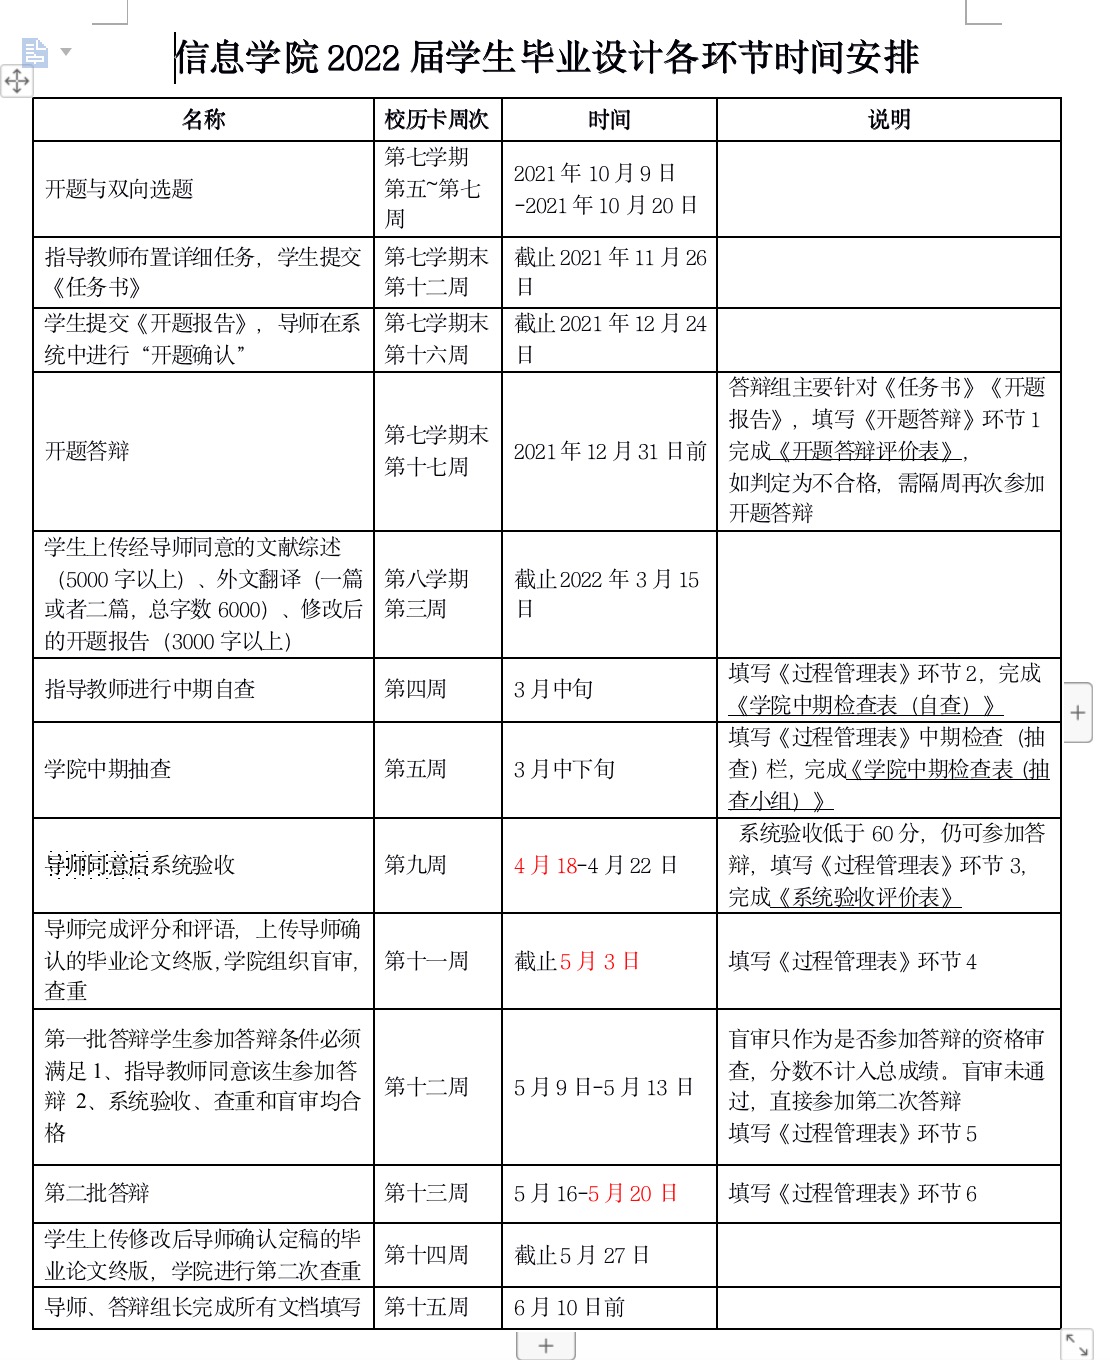 信息学院 2022 届学生毕业设计各环节时间安排
名称
校历卡周次
时间
说明
开题与双向选题
第七学期
第五~第七
周
2021 年 10 月 9 日
-2021 年 10 月 20 日
指导教师布置详细任务，学生提交
《任务书》
第七学期末
第十二周
截止 2021 年 11 月 26
日
学生提交《开题报告》，导师在系
统中进行“开题确认”
第七学期末
第十六周
截止 2021 年 12 月 24
日
开题答辩
第七学期末
第十七周
2021 年 12 月 31 日前
答辩组主要针对《任务书》《开题
报告》，填写《开题答辩》环节 1
完成《开题答辩评价表》，
如判定为不合格，需隔周再次参加
开题答辩
学生上传经导师同意的文献综述
（5000 字以上）、外文翻译（一篇
或者二篇，总字数 6000）、修改后
的开题报告（3000 字以上）
第八学期
第三周
截止 2022 年 3 月 15
日
指导教师进行中期自查
第四周
3 月中旬
填写《过程管理表》环节 2，完成
《学院中期检查表（自查）》
学院中期抽查
第五周
3 月中下旬
填写《过程管理表》中期检查（抽
查）栏，完成《学院中期检查表（抽
查小组）》
导师同意后系统验收
第九周
4 月 18-4 月 22 日
系统验收低于 60 分，仍可参加答
辩，填写《过程管理表》环节 3，
完成《系统验收评价表》
导师完成评分和评语，上传导师确
认的毕业论文终版,学院组织盲审,
查重
第十一周
截止 5 月 3 日
填写《过程管理表》环节 4
第一批答辩学生参加答辩条件必须
满足 1、指导教师同意该生参加答
辩 2、系统验收、查重和盲审均合
格
第十二周
5 月 9 日-5 月 13 日
盲审只作为是否参加答辩的资格审
查，分数不计入总成绩。盲审未通
过，直接参加第二次答辩
填写《过程管理表》环节 5
第二批答辩
第十三周
5 月 16-5 月 20 日
填写《过程管理表》环节 6
学生上传修改后导师确认定稿的毕
业论文终版，学院进行第二次查重
第十四周
截止 5 月 27 日
导师、答辩组长完成所有文档填写
第十五周
6 月 10 日前